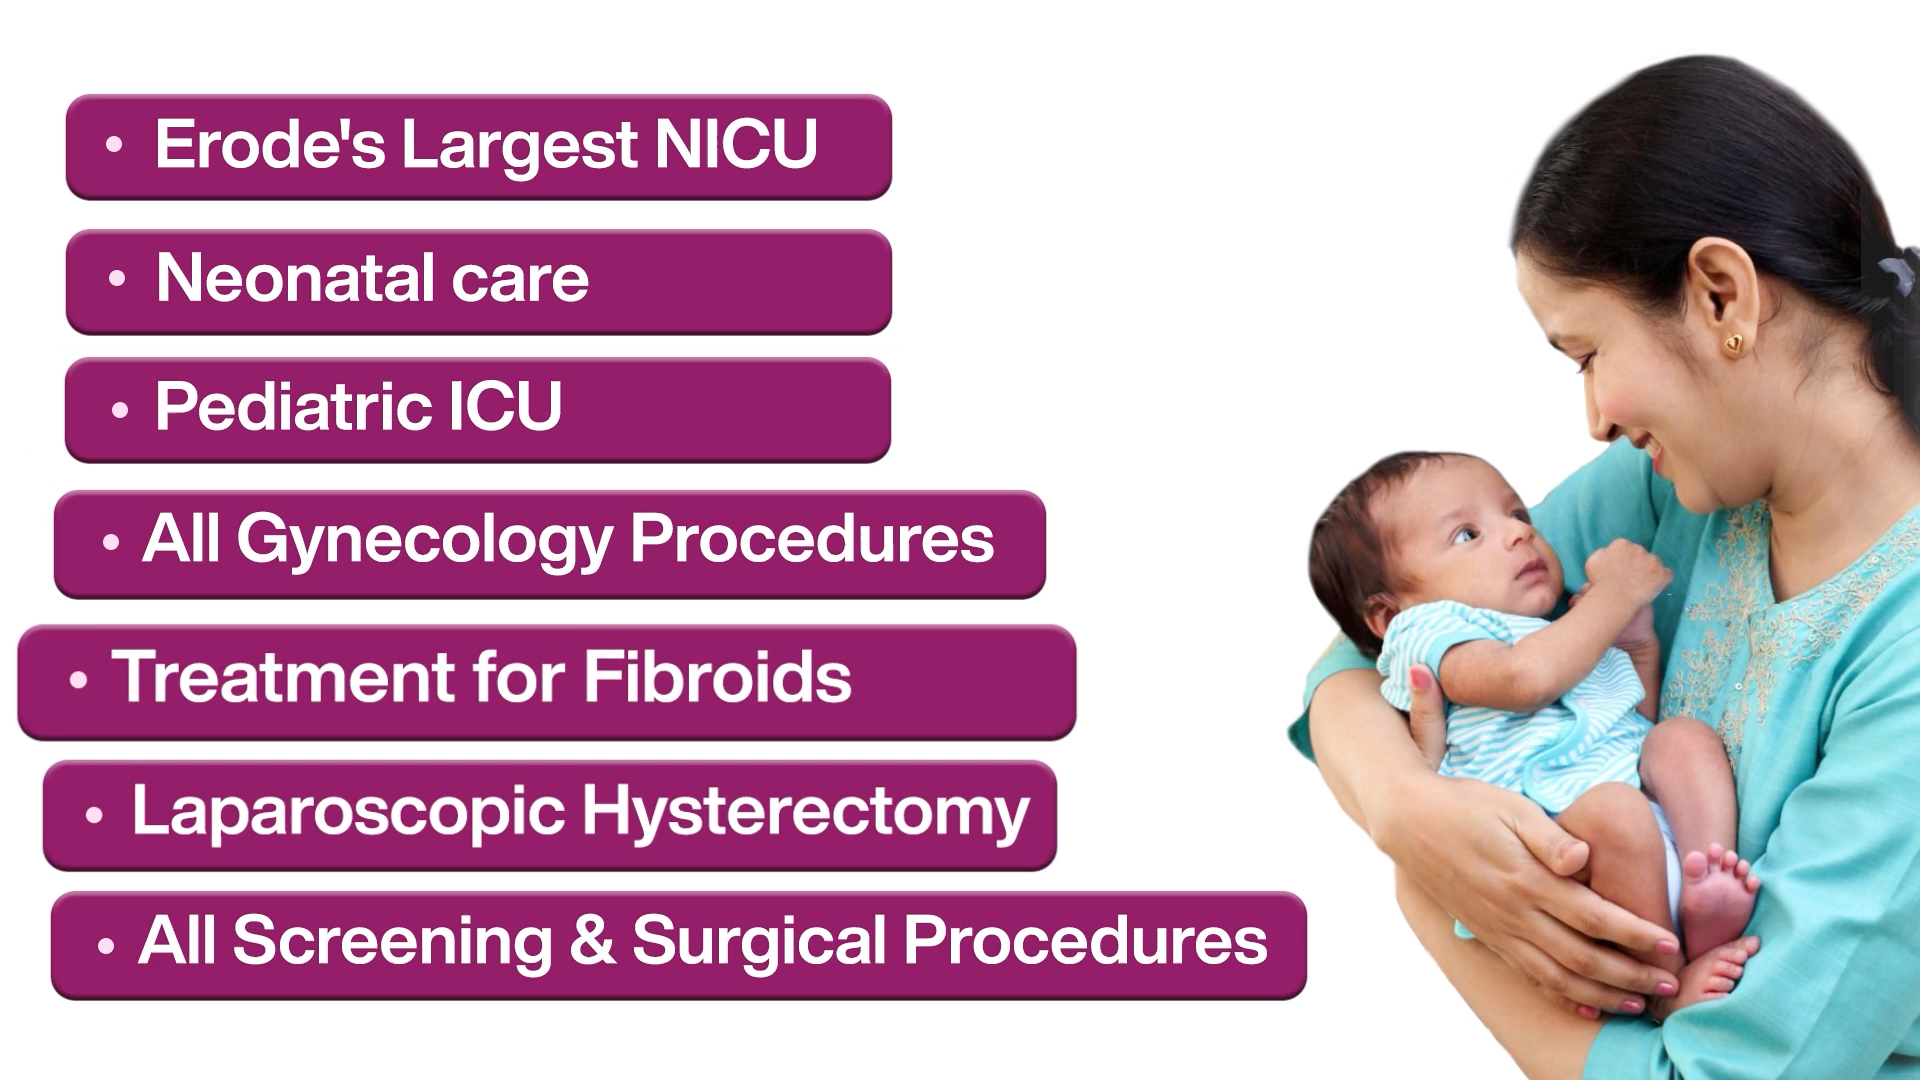 • Erode's Largest NICU
• Neonatal care
• Pediatric ICU
• All Gynecology Procedures
• Treatment for Fibroids
• Laparoscopic Hysterectomy
• All Screening & Surgical Procedures